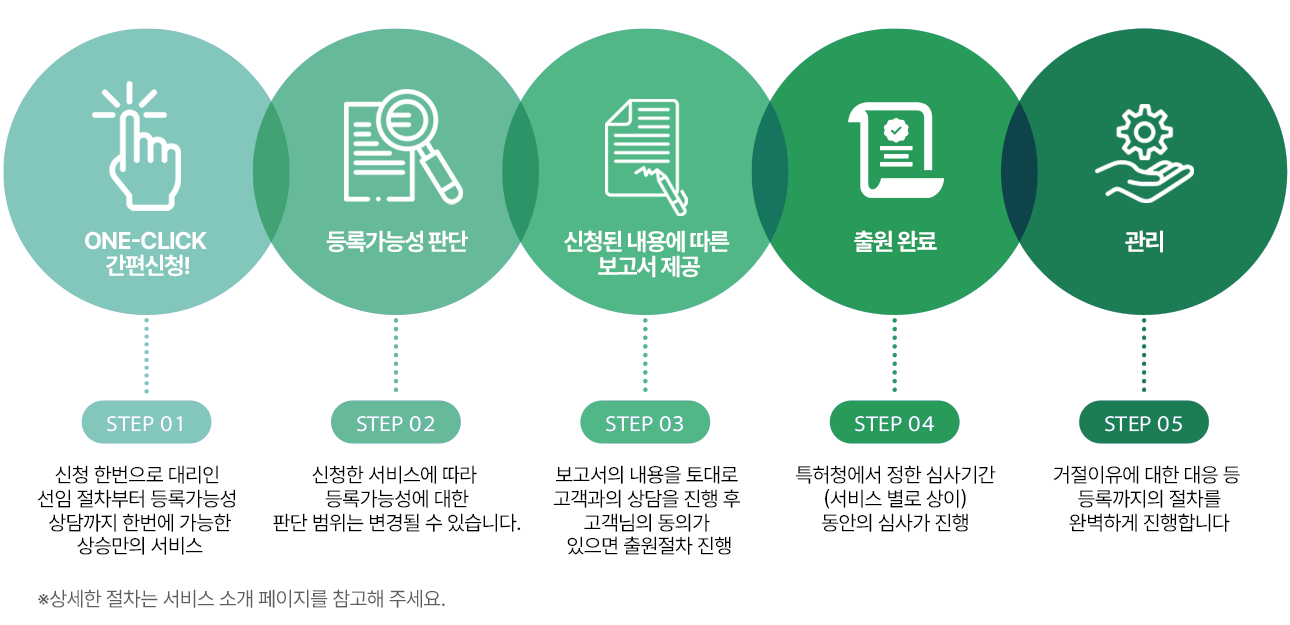 ONE-CLICK
간편신청!
등록가능성 판단
신청된 내용에 따른
보고서 제공
출원 완료
관리
STEP 01
신청 한번으로 대리인
선임 절차부터 등록가능성
상담까지 한번에 가능한
상승만의 서비스
STEP 02
신청한 서비스에 따라
등록가능성에 대한
판단 범위는 변경될 수 있습니다.
STEP 03
보고서의 내용을 토대로
고객과의 상담을 진행 후
고객님의 동의가
있으면 출원절차 진행
STEP 04
특허청에서 정한 심사기간
(서비스 별로 상이)
동안의 심사가 진행
STEP 05
거절이유에 대한 대응 등
등록까지의 절차를
완벽하게 진행합니다
※상세한 절차는 서비스 소개 페이지를 참고해 주세요.